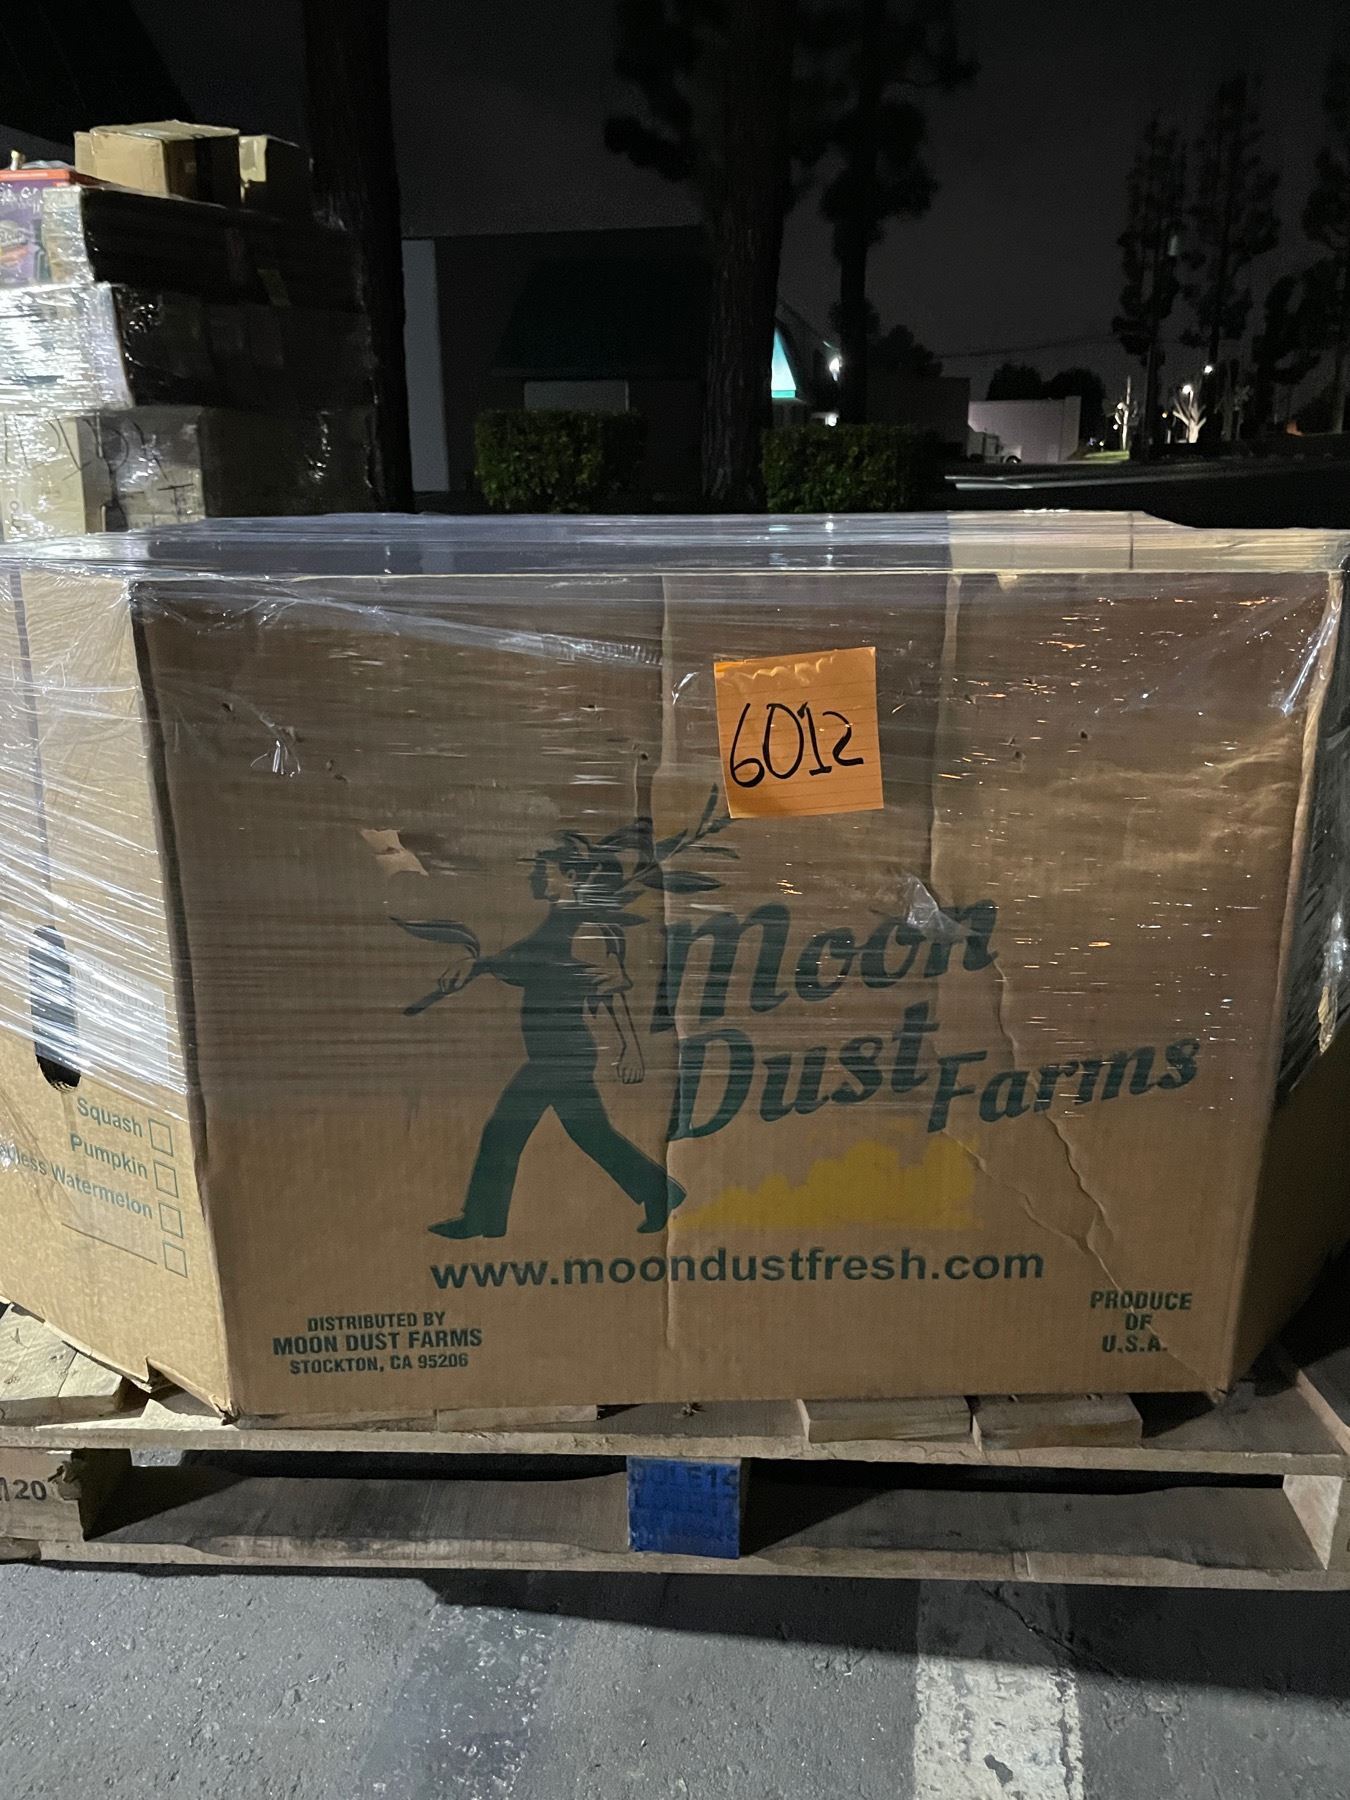 6012
Moon
Dust Farms
Squash
Pumpkin
Watermelon
www.moondustfresh.com
DISTRIBUTED BY
MOON DUST FARMS
STOCKTON, CA 95206
PRODUCE
OF
U.S.A.
120